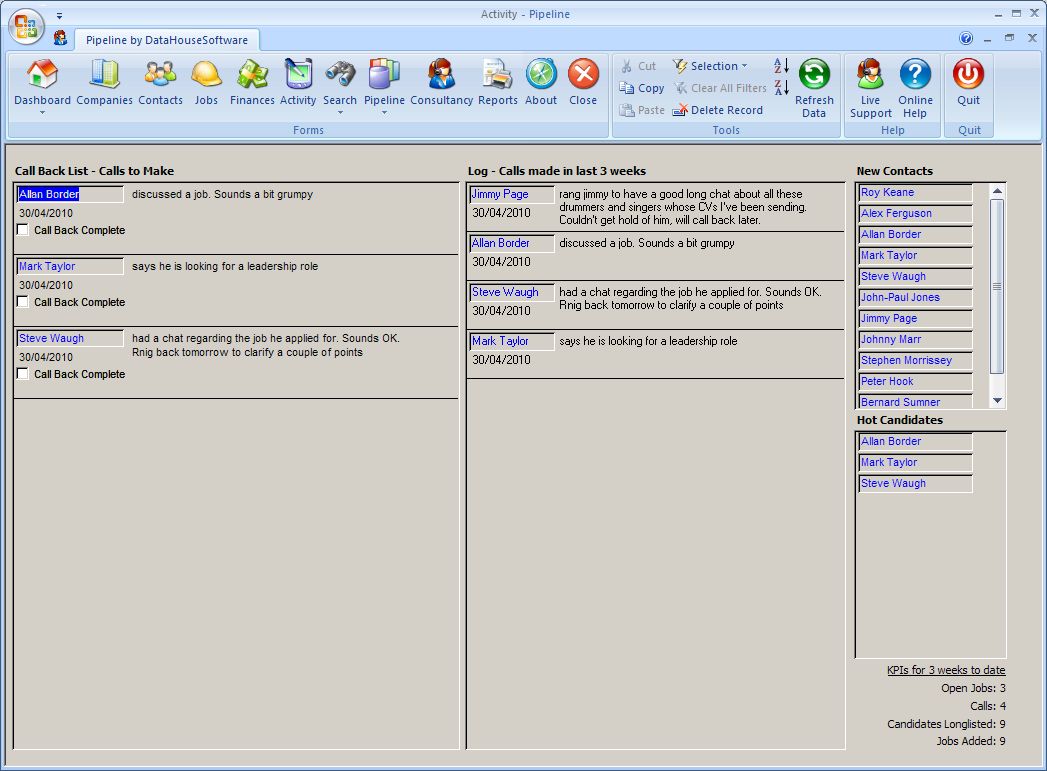 Activity - Pipeline
Pipeline by DataHouseSoftware
Dashboard Companies Contacts Jobs Finances Activity Search Pipeline Consultancy Reports About Close
Forms
Cut
Copy
Paste
Selection
Clear All Filters
Delete Record
Refresh
Data
Tools
Live
Support
Online
Help
Help
Quit
Quit
Call Back List - Calls to Make
Allan Border discussed a job. Sounds a bit grumpy
30/04/2010
Call Back Complete
Mark Taylor says he is looking for a leadership role
30/04/2010
Call Back Complete
Steve Waugh had a chat regarding the job he applied for. Sounds OK.
Rnig back tomorrow to clarify a couple of points
30/04/2010
Call Back Complete
Log - Calls made in last 3 weeks
Jimmy Page rang jimmy to have a good long chat about all these
30/04/2010 drummers and singers whose CVs I've been sending.
Couldn't get hold of him, will call back later.
Allan Border discussed a job. Sounds a bit grumpy
30/04/2010
Steve Waugh had a chat regarding the job he applied for. Sounds OK.
30/04/2010 Rnig back tomorrow to clarify a couple of points
Mark Taylor says he is looking for a leadership role
30/04/2010
New Contacts
Roy Keane
Alex Ferguson
Allan Border
Mark Taylor
Steve Waugh
John-Paul Jones
Jimmy Page
Johnny Marr
Stephen Morrissey
Peter Hook
Bernard Sumner
Hot Candidates
Allan Border
Mark Taylor
Steve Waugh
KPIs for 3 weeks to date
Open Jobs: 3
Calls: 4
Candidates Longlisted: 9
Jobs Added: 9